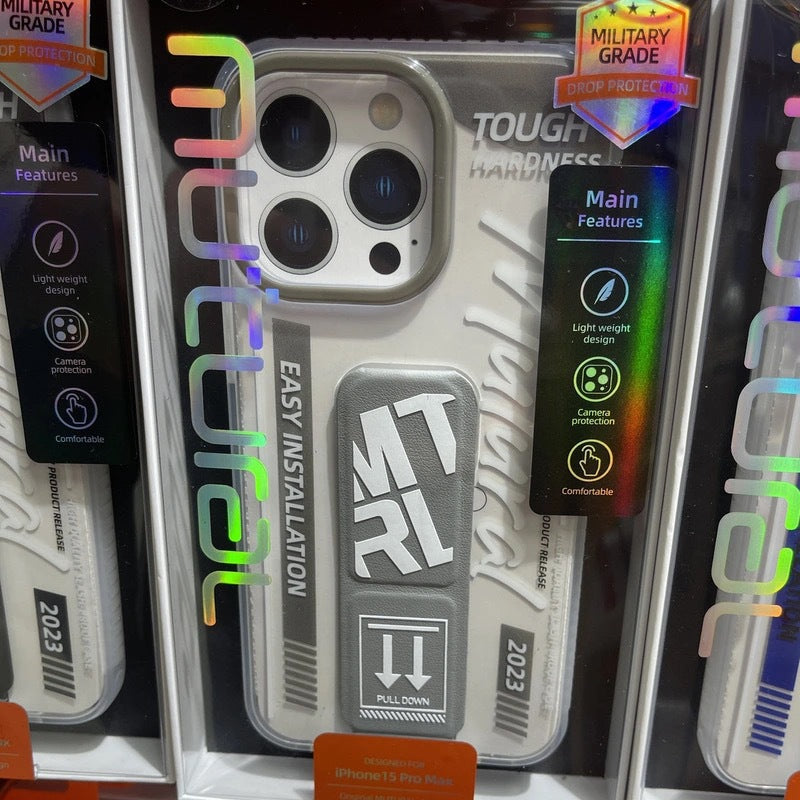 MILITARY
GRADE
DROP PROTECTION
Main
Features
Light weight
design
Camera
protection
Comfortable
PRODUCT RELEASE
2023
mutural
MILITARY
GRADE
DROP PROTECTION
TOUGH
HARDNESS
Main
Features
Light weight
design
Camera
protection
Comfortable
Mutural
EASY INSTALLATION
MT
RL
PULL DOWN
2023
DESIGNED FOR
iPhone15 Pro Max
mutural